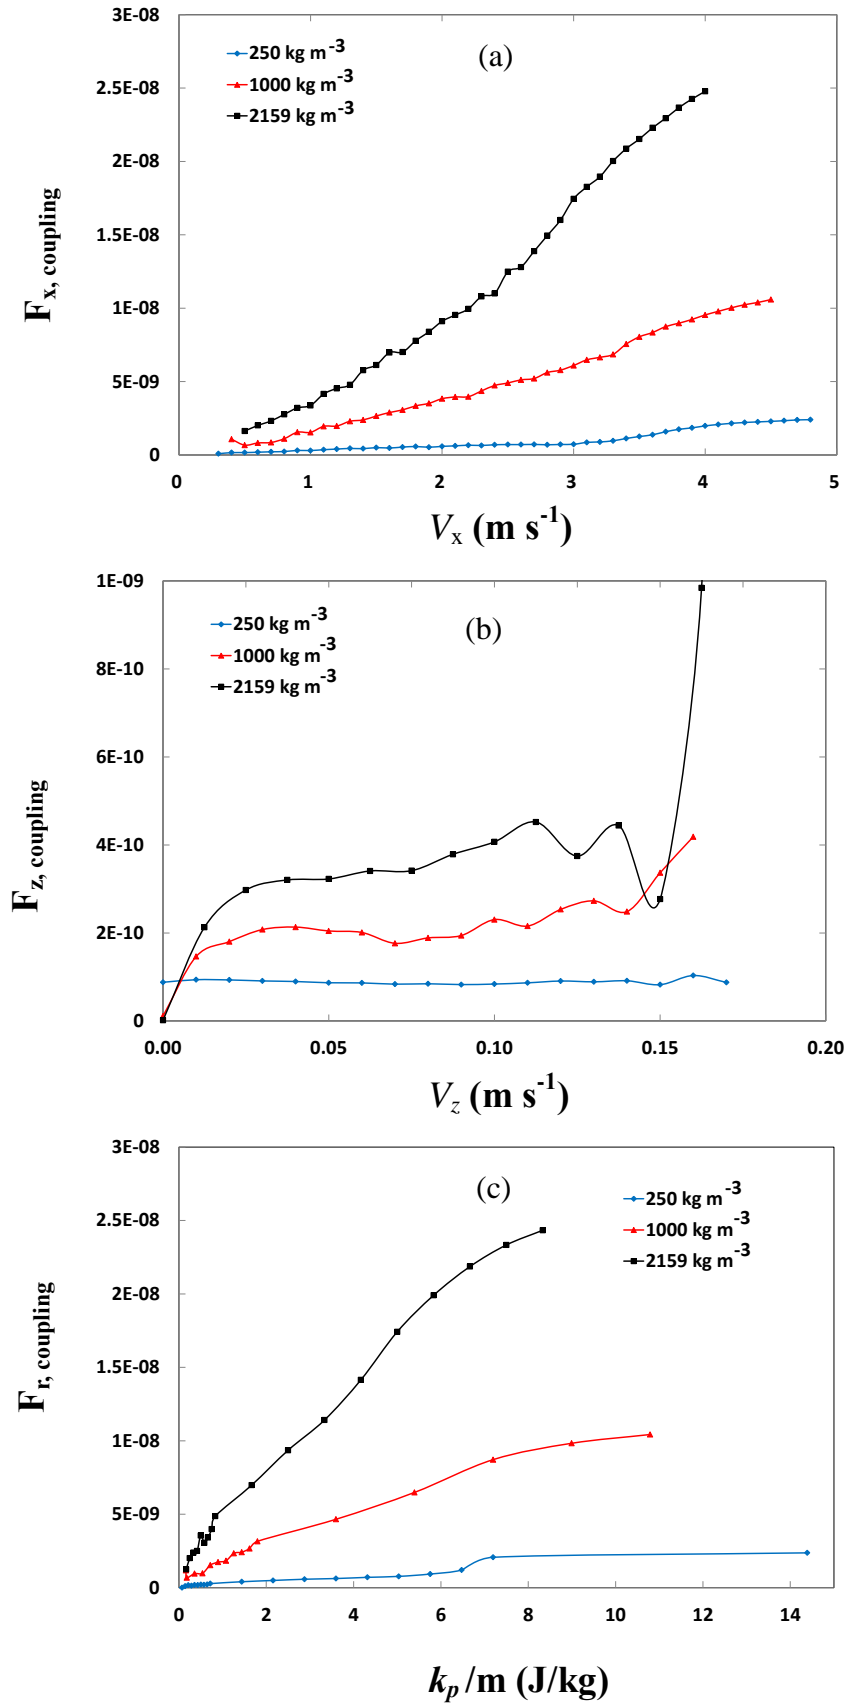 3E-08
250 kg m-3
(a)
1000 kg m-3
2.5E-08
2159 kg m-3
2E-08
1.5E-08
Fx, coupling
1E-08
5E-09
0
0 1 2 3 4 5
Vx (m s-1)
1E-09
250 kg m-3
(b)
1000 kg m-3
2159 kg m-3
8E-10
6E-10
4E-10
Fz, coupling
2E-10
0
0.00 0.05 0.10 0.15 0.20
Vz (m s-1)
3E-08
(c)
250 kg m-3
1000 kg m-3
2.5E-08
2159 kg m-3
2E-08
1.5E-08
Fr, coupling
1E-08
5E-09
0
0 2 4 6 8 10 12 14
kp /m (J/kg)